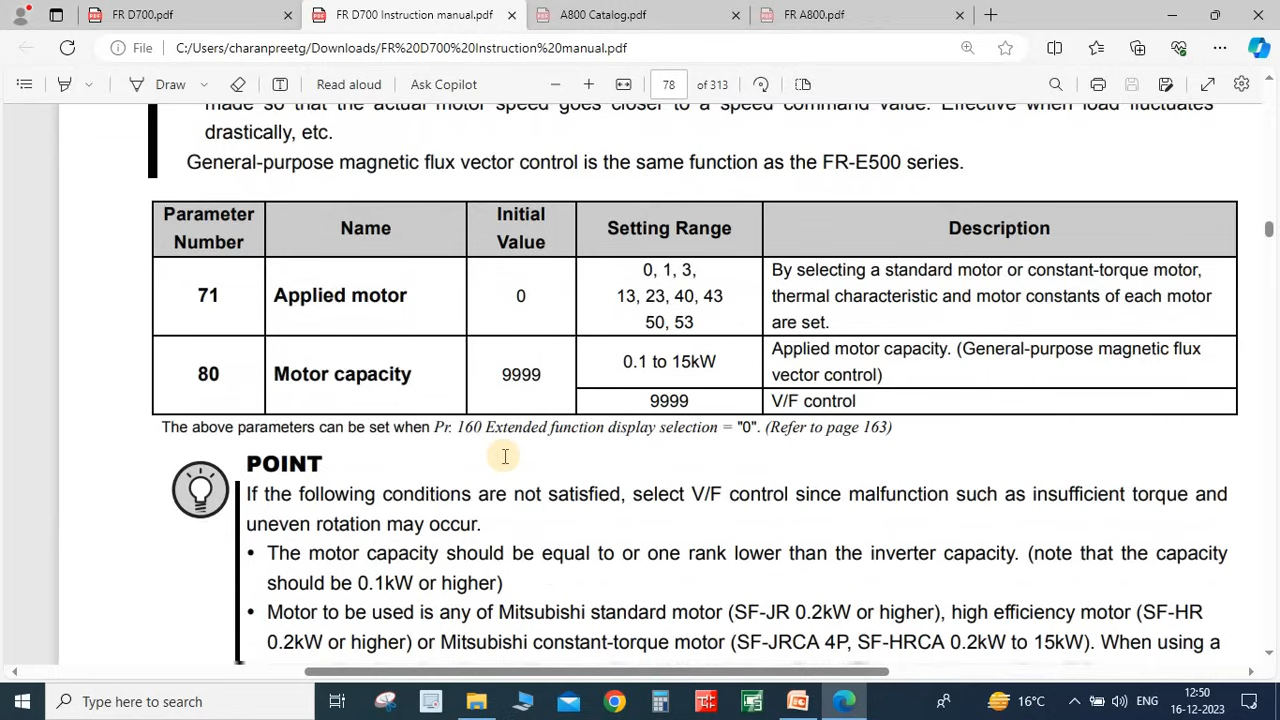 FR D700.pdf
FR D700 Instruction manual.pdf
A800 Catalog.pdf
FR A800.pdf
File
C:/Users/charanpreetg/Downloads/FR%20D700%20Instruction%20manual.pdf
Draw
Read aloud
Ask Copilot
78
of 313
made so that the actual motor speed goes closer to a speed command value. Effective when load fluctuates
drastically, etc.
General-purpose magnetic flux vector control is the same function as the FR-E500 series.
Parameter
Number
Name
Initial
Value
Setting Range
Description
71
Applied motor
0
0, 1, 3,
13, 23, 40, 43
50, 53
By selecting a standard motor or constant-torque motor,
thermal characteristic and motor constants of each motor
are set.
80
Motor capacity
9999
0.1 to 15kW
Applied motor capacity. (General-purpose magnetic flux
vector control)
9999
V/F control
The above parameters can be set when Pr. 160 Extended function display selection = "0". (Refer to page 163)
POINT
If the following conditions are not satisfied, select V/F control since malfunction such as insufficient torque and
uneven rotation may occur.
• The motor capacity should be equal to or one rank lower than the inverter capacity. (note that the capacity
should be 0.1kW or higher)
• Motor to be used is any of Mitsubishi standard motor (SF-JR 0.2kW or higher), high efficiency motor (SF-HR
0.2kW or higher) or Mitsubishi constant-torque motor (SF-JRCA 4P, SF-HRCA 0.2kW to 15kW). When using a
Type here to search
16°C
ENG
12:50
16-12-2023